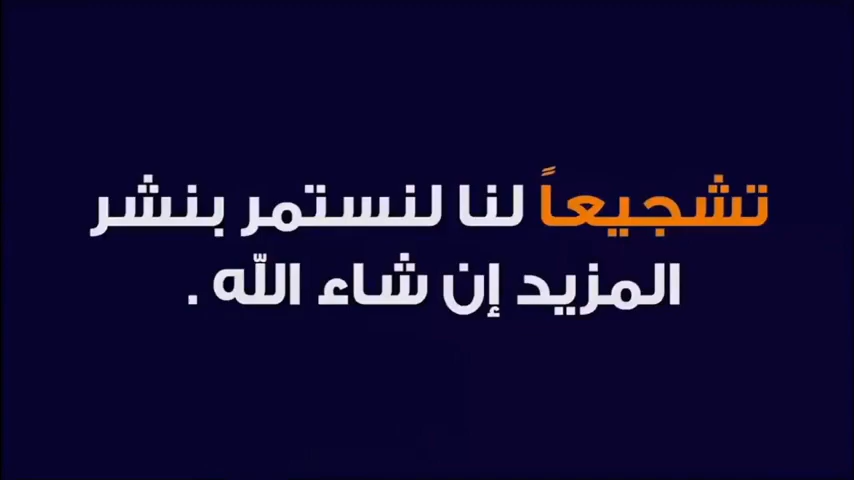 تشجيعاً لنا لنستمر بنشر
المزيد إن شاء الله .